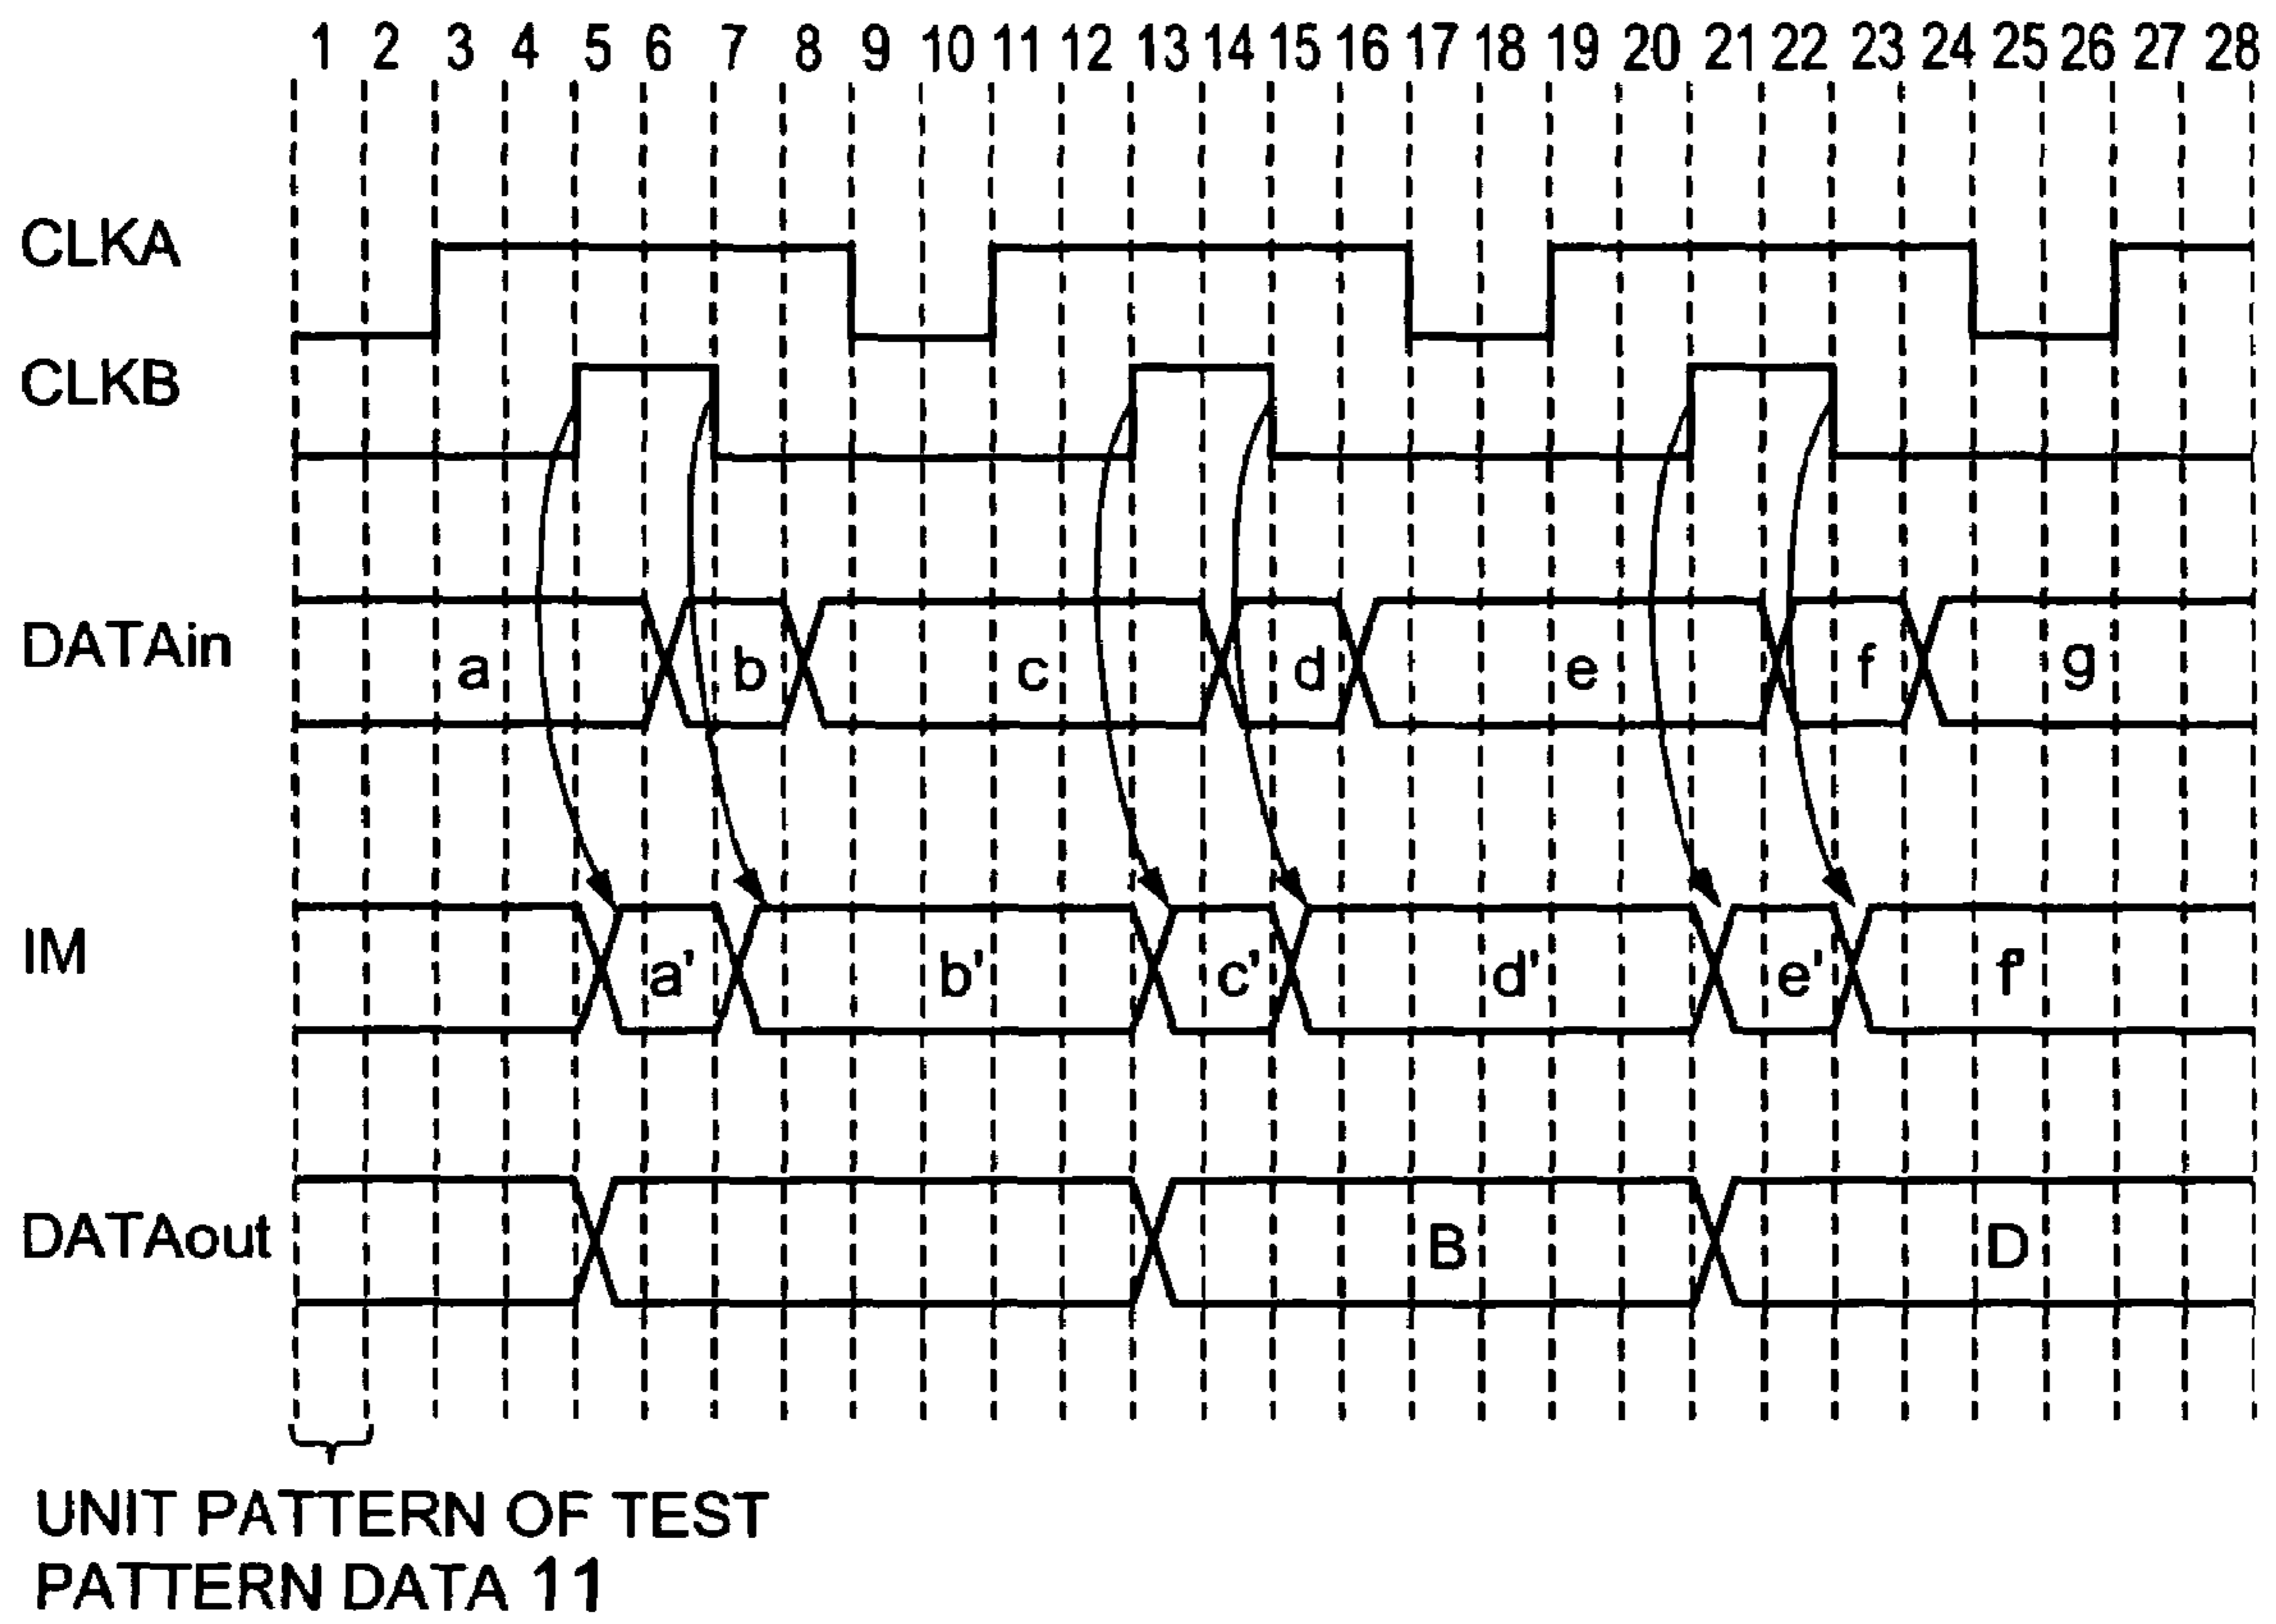 1 2 3 4 5 6 7 8 9 10 11 12 13 14 15 16 17 18 19 20 21 22 23 24 25 26 27 28
CLKA
CLKB
DATAin a b c d e f g
IM a' b' c' d' e' f'
DATAout B D
UNIT PATTERN OF TEST
PATTERN DATA 11